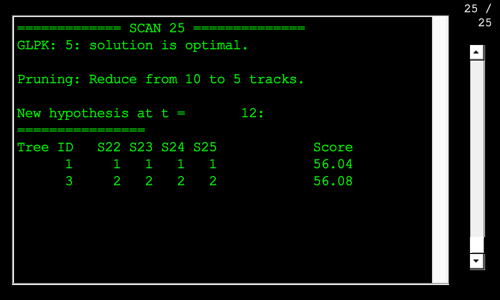 25 /
25
============= SCAN 25 ==============
GLPK: 5: solution is optimal.
Pruning: Reduce from 10 to 5 tracks.
New hypothesis at t = 12:
================
Tree ID S22 S23 S24 S25 Score
1 1 1 1 1 56.04
3 2 2 2 2 56.08